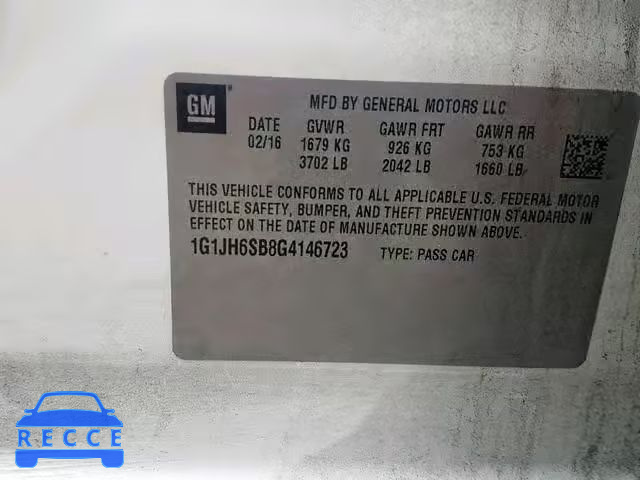 GM
MFD BY GENERAL MOTORS LLC
DATE GVWR GAWR FRT GAWR RR
02/16 1679 KG 926 KG 753 KG
3702 LB 2042 LB 1660 LB
THIS VEHICLE CONFORMS TO ALL APPLICABLE U.S. FEDERAL MOTOR
VEHICLE SAFETY, BUMPER, AND THEFT PREVENTION STANDARDS IN
EFFECT ON THE DATE OF MANUFACTURE SHOWN ABOVE.
1G1JH6SB8G4146723 TYPE: PASS CAR
RECCE